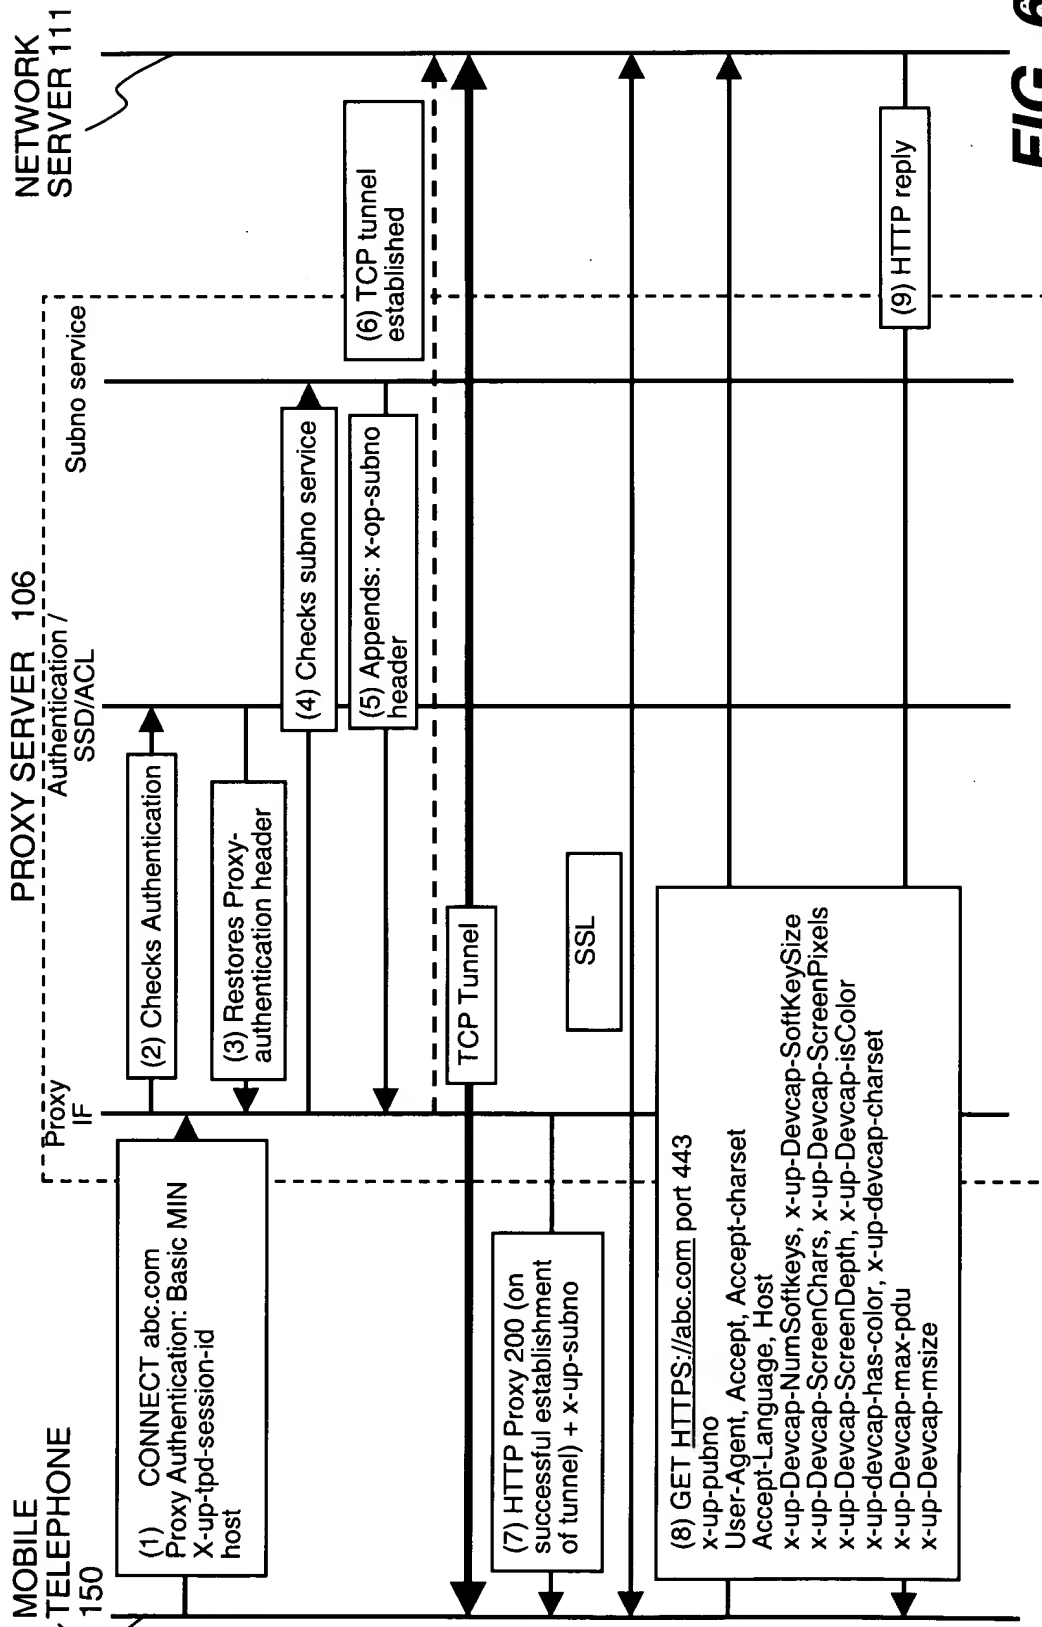 MOBILE
TELEPHONE
150
PROXY SERVER 106
NETWORK
SERVER 111
Proxy
IF
Authentication /
SSD/ACL
Subno service
(1) CONNECT abc.com
Proxy Authentication: Basic MIN
X-up-tpd-session-id
host
(2) Checks Authentication
(3) Restores Proxy-
authentication header
(4) Checks subno service
(5) Appends: x-op-subno
header
(6) TCP tunnel
established
TCP Tunnel
(7) HTTP Proxy 200 (on
successful establishment
of tunnel) + x-up-subno
SSL
(8) GET HTTPS://abc.com port 443
x-up-pubno
User-Agent, Accept, Accept-charset
Accept-Language, Host
x-up-Devcap-NumSoftkeys, x-up-Devcap-SoftKeySize
x-up-Devcap-ScreenChars, x-up-Devcap-ScreenPixels
x-up-Devcap-ScreenDepth, x-up-Devcap-isColor
x-up-devcap-has-color, x-up-devcap-charset
x-up-Devcap-max-pdu
x-up-Devcap-msize
(9) HTTP reply
FIG 6